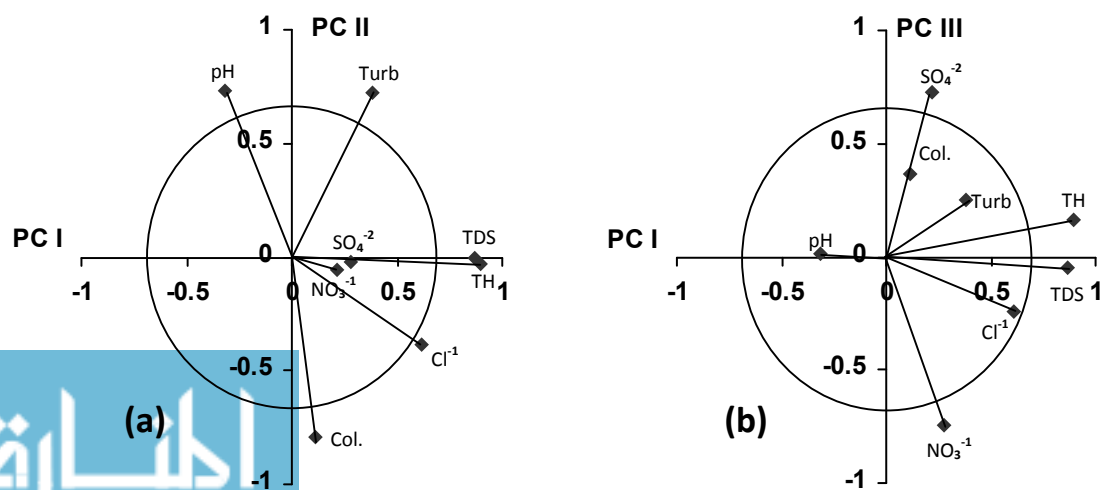 1
PC II
pH
Turb
0.5
PC I
SO₄⁻²
TDS
0
-1
-0.5
0
NO₃⁻¹
0.5
TH
1
Cl⁻¹
-0.5
(a)
Col.
-1
1
PC III
SO₄⁻²
0.5
Col.
Turb
TH
PC I
pH
0
-1
-0.5
0
0.5
TDS
1
Cl⁻¹
-0.5
(b)
NO₃⁻¹
-1